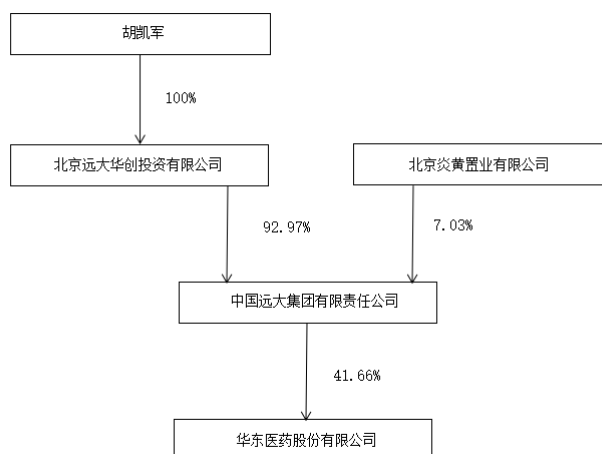 胡凯军
100%
北京远大华创投资有限公司
北京炎黄置业有限公司
92.97%
7.03%
中国远大集团有限责任公司
41.66%
华东医药股份有限公司